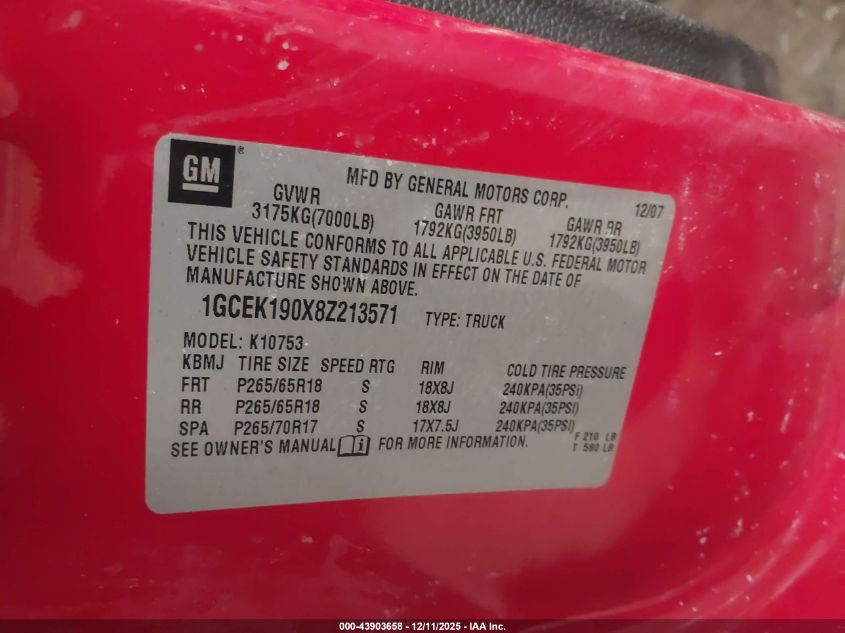 GM®
MFD BY GENERAL MOTORS CORP.
12/07
GVWR
GAWR FRT
GAWR RR
3175KG(7000LB)
1792KG(3950LB)
1792KG(3950LB)
THIS VEHICLE CONFORMS TO ALL APPLICABLE U.S. FEDERAL MOTOR
VEHICLE SAFETY STANDARDS IN EFFECT ON THE DATE OF
MANUFACTURE SHOWN ABOVE.
1GCEK190X8Z213571 TYPE: TRUCK
MODEL: K10753
KBMJ TIRE SIZE SPEED RTG RIM COLD TIRE PRESSURE
FRT P265/65R18 S 18X8J 240KPA(35PSI)
RR P265/65R18 S 18X8J 240KPA(35PSI)
SPA P265/70R17 S 17X7.5J 240KPA(35PSI)
F 210 LB
T 580 LB
SEE OWNER'S MANUAL i FOR MORE INFORMATION.
000-43903658 - 12/11/2025 - IAA Inc.